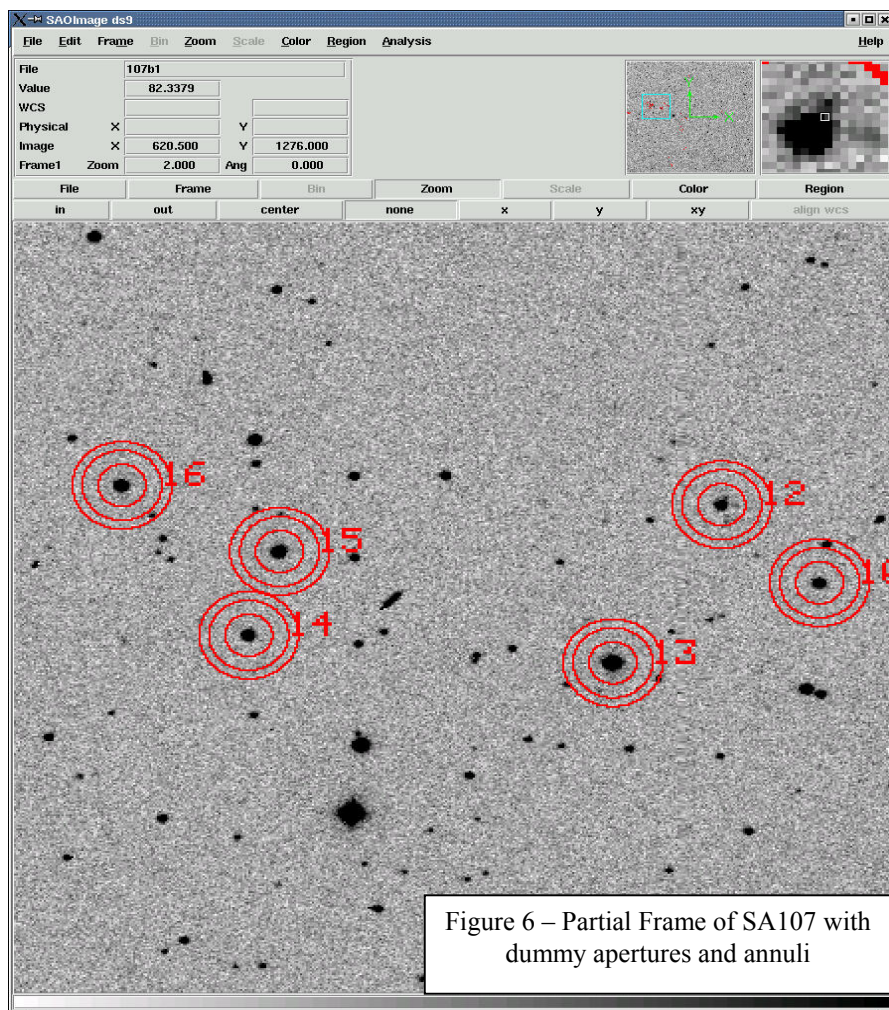 SAOImage ds9
File Edit Frame Bin Zoom Scale Color Region Analysis Help
File 107b1
Value 82.3379
WCS
Physical X Y
Image X 620.500 Y 1276.000
Frame1 Zoom 2.000 Ang 0.000
File Frame Bin Zoom Scale Color Region
in out center none x y xy align wcs
16
12
15
10
14
13
Figure 6 – Partial Frame of SA107 with
dummy apertures and annuli